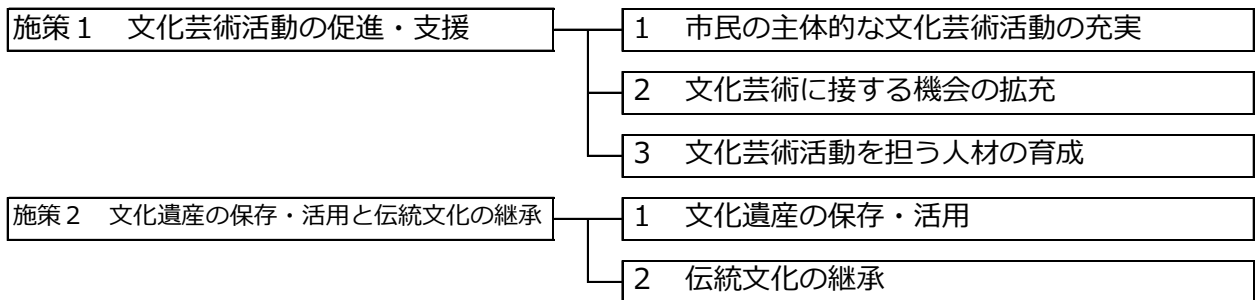 施策１　文化芸術活動の促進・支援
１　市民の主体的な文化芸術活動の充実
２　文化芸術に接する機会の拡充
３　文化芸術活動を担う人材の育成
施策２　文化遺産の保存・活用と伝統文化の継承
１　文化遺産の保存・活用
２　伝統文化の継承